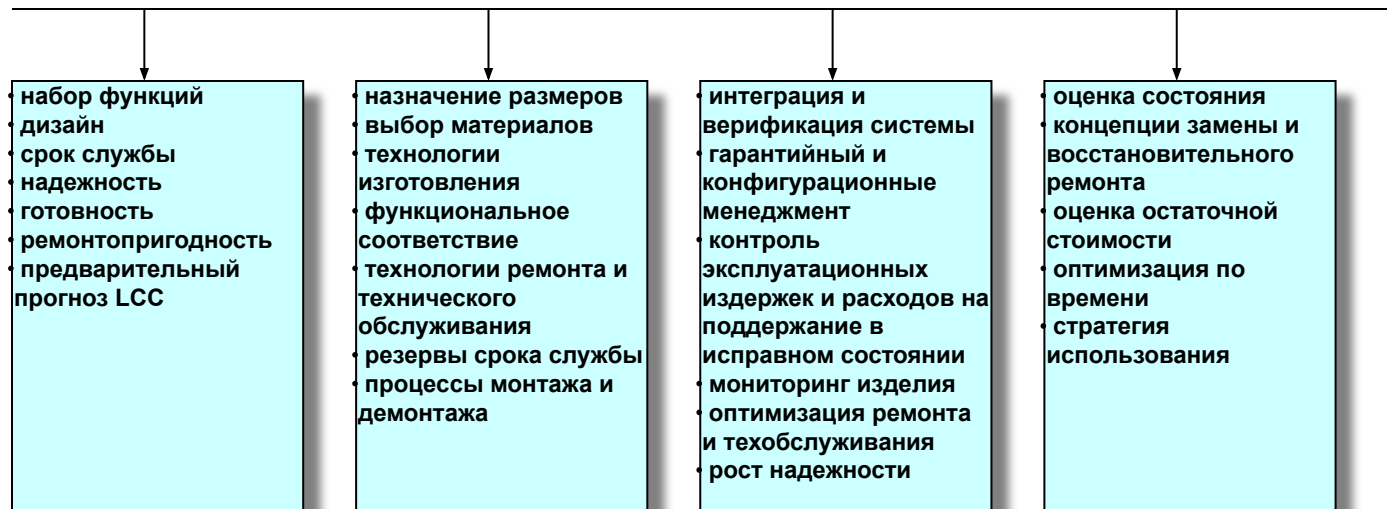 · набор функций
· дизайн
· срок службы
· надежность
· готовность
· ремонтопригодность
· предварительный
прогноз LCC
· назначение размеров
· выбор материалов
· технологии
изготовления
· функциональное
соответствие
· технологии ремонта и
технического
обслуживания
· резервы срока службы
· процессы монтажа и
демонтажа
· интеграция и
верификация системы
· гарантийный и
конфигурационные
менеджмент
· контроль
эксплуатационных
издержек и расходов на
поддержание в
исправном состоянии
· мониторинг изделия
· оптимизация ремонта
и техобслуживания
· рост надежности
· оценка состояния
· концепции замены и
восстановительного
ремонта
· оценка остаточной
стоимости
· оптимизация по
времени
· стратегия
использования